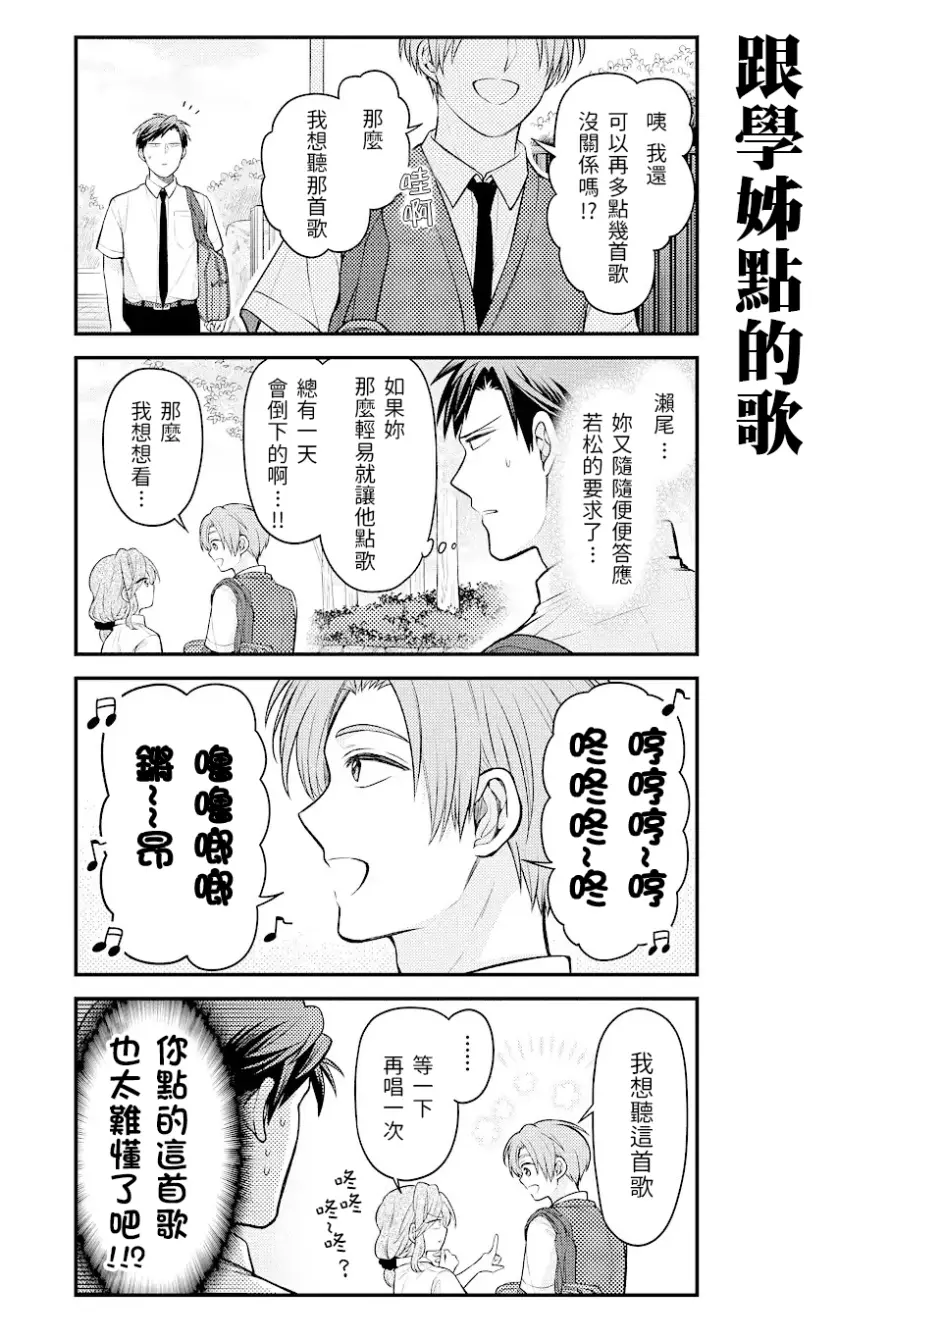 跟學姊點的歌
咦 我還
可以再多點幾首歌
沒關係嗎!?
哇啊
那麼
我想聽那首歌
瀨尾…
妳又隨隨便便答應
若松的要求了…
如果妳
那麼輕易就讓他點歌
總有一天
會倒下的啊…!!
那麼
我想想看…
哼哼哼~哼
咚咚咚~咚
嚕嚕啷啷
鏘~~昂
我想聽這首歌
……
等一下
再唱一次
咚咚
咚~咚?
你點的這首歌
也太難懂了吧!!?